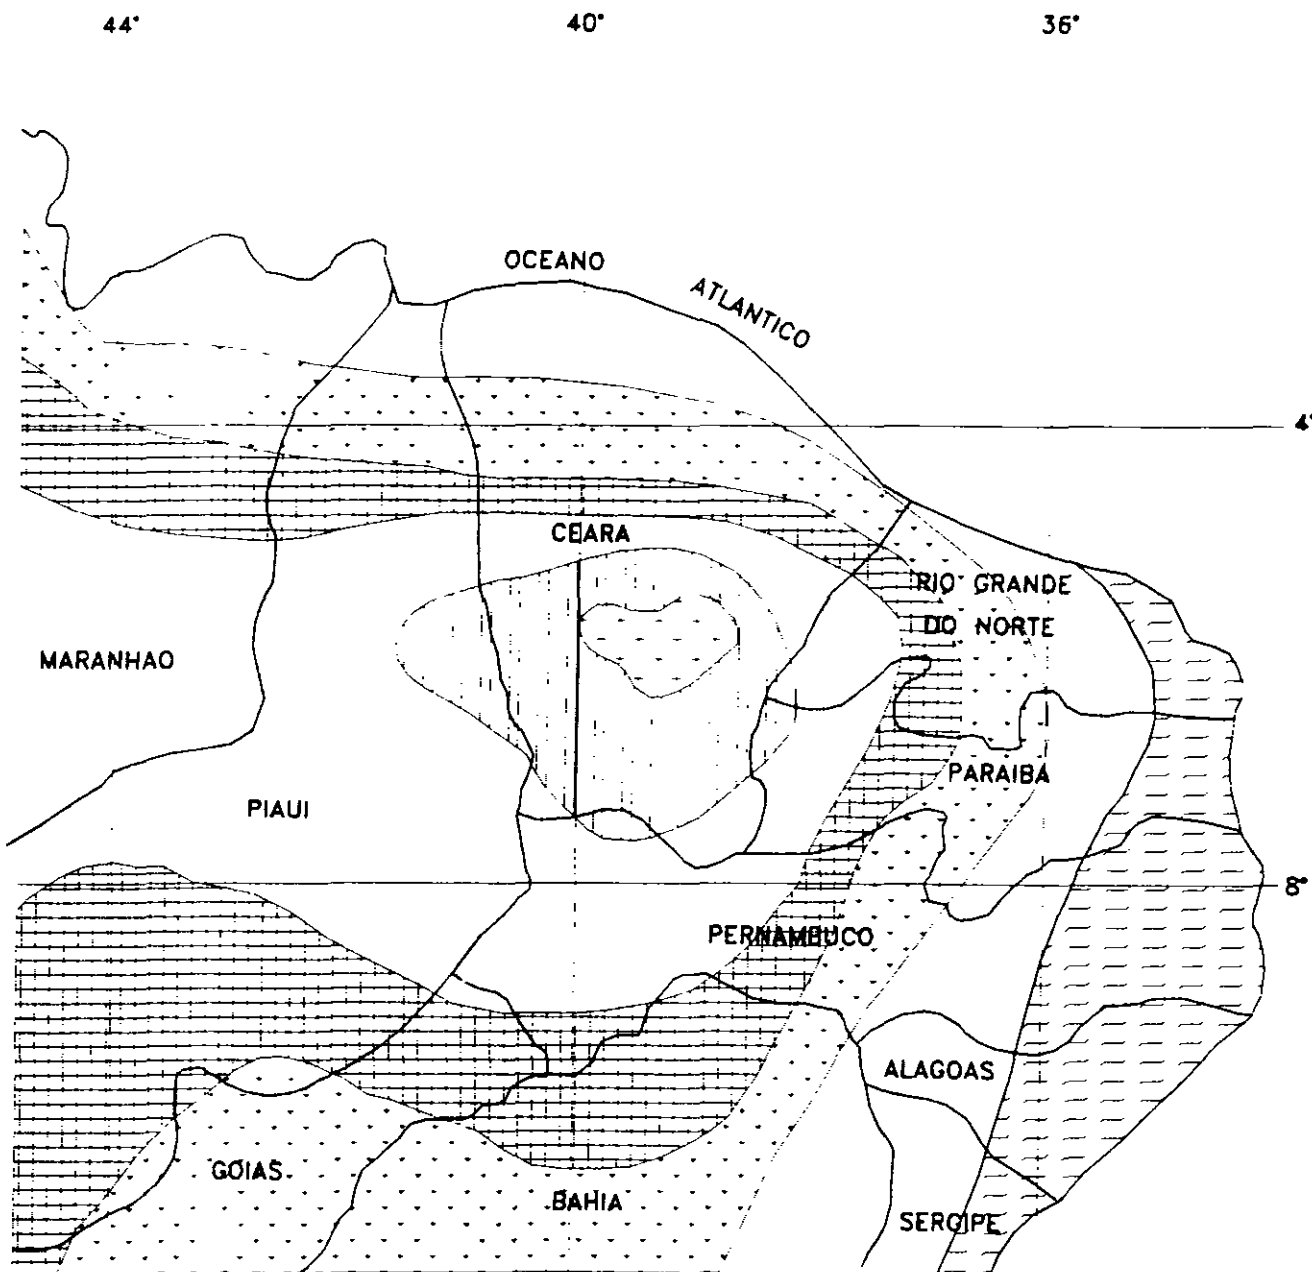 44°
40°
36°
OCEANO
ATLANTICO
4°
CEARA
RIO GRANDE
DO NORTE
MARANHAO
PARAIBA
PIAUI
8°
PERNAMBUCO
ALAGOAS
GOIAS
BAHIA
SERGIPE